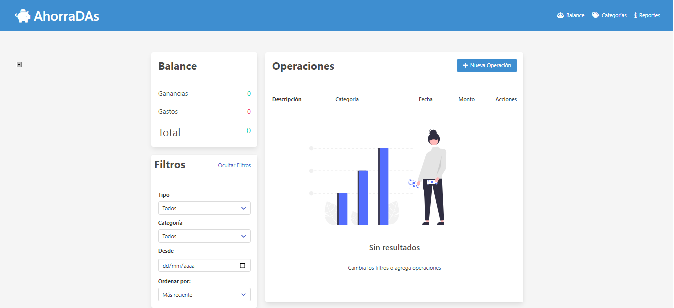 AhorraDAs
Balance
Categorías
Reportes
Balance
Ganancias 0
Gastos 0
Total 0
Filtros
Ocultar Filtros
Tipo
Todos
Categoría
Todos
Desde
dd/mm/aaaa
Ordenar por:
Mas reciente
Operaciones
+ Nueva Operación
Descripción Categoría Fecha Monto Acciones
Sin resultados
Cambia los filtros o agrega operaciones